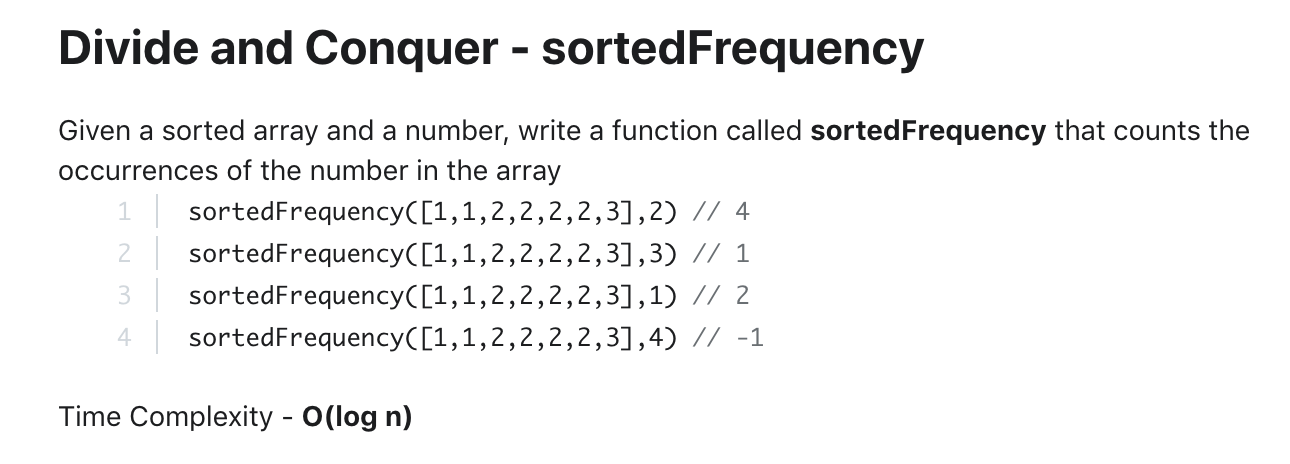 Divide and Conquer - sortedFrequency
Given a sorted array and a number, write a function called sortedFrequency that counts the
occurrences of the number in the array
1 sortedFrequency([1,1,2,2,2,2,3],2) // 4
2 sortedFrequency([1,1,2,2,2,2,3],3) // 1
3 sortedFrequency([1,1,2,2,2,2,3],1) // 2
4 sortedFrequency([1,1,2,2,2,2,3],4) // -1
Time Complexity - O(log n)